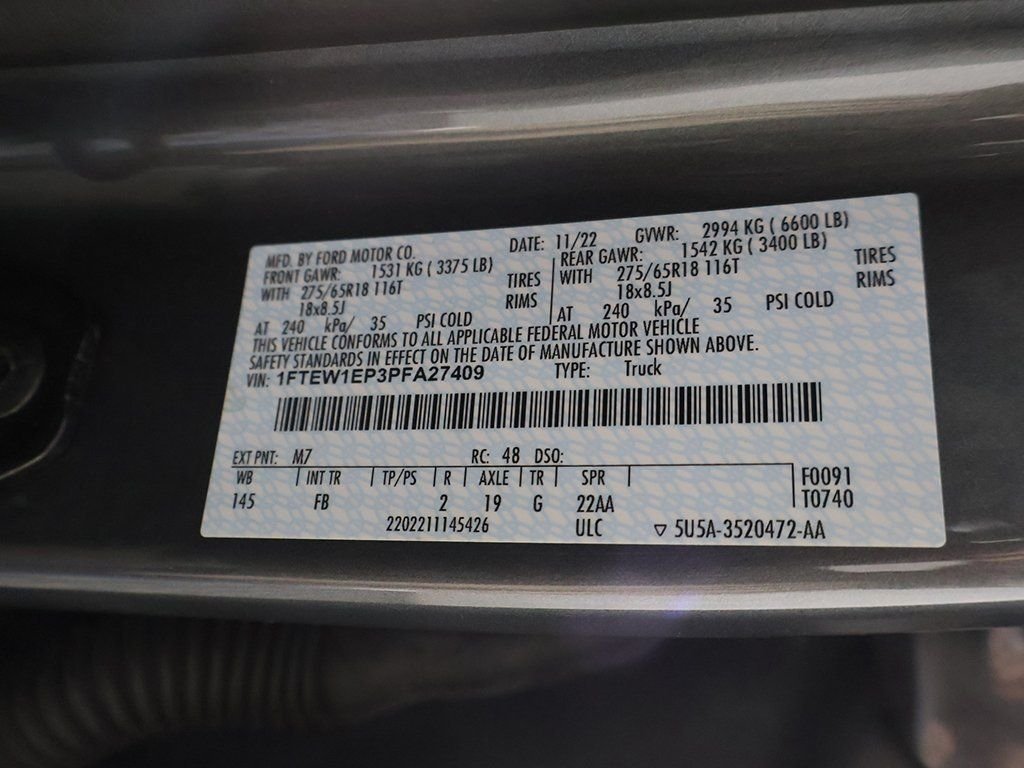 MFD. BY FORD MOTOR CO. DATE: 11/22 GVWR: 2994 KG ( 6600 LB)
FRONT GAWR: 1531 KG ( 3375 LB) REAR GAWR: 1542 KG ( 3400 LB)
WITH 275/65R18 116T TIRES WITH 275/65R18 116T TIRES
18x8.5J RIMS 18x8.5J RIMS
AT 240 kPa/ 35 PSI COLD AT 240 kPa/ 35 PSI COLD
THIS VEHICLE CONFORMS TO ALL APPLICABLE FEDERAL MOTOR VEHICLE
SAFETY STANDARDS IN EFFECT ON THE DATE OF MANUFACTURE SHOWN ABOVE.
VIN: 1FTEW1EP3PFA27409 TYPE: Truck
EXT PNT: M7 RC: 48 DSO:
WB INT TR TP/PS R AXLE TR SPR F0091
145 FB 2 19 G 22AA T0740
2202211145426 ULC ▽ 5U5A-3520472-AA